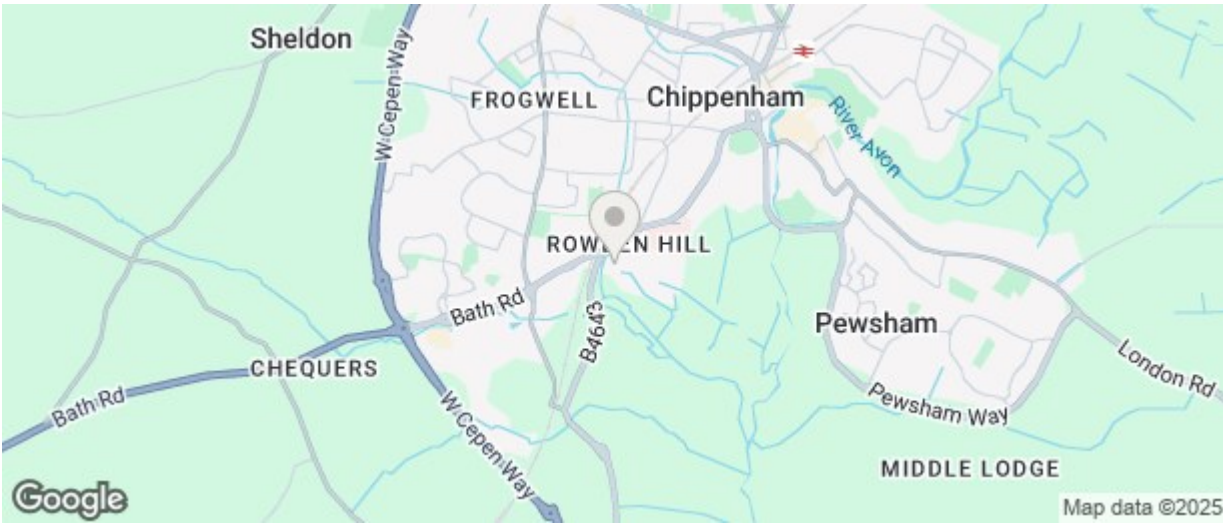 Sheldon
W Cepen Way
FROGWELL
Chippenham
River Avon
ROWDEN HILL
Bath Rd
B4643
Pewsham
CHEQUERS
London Rd
Bath Rd
W Cepen Way
Pewsham Way
MIDDLE LODGE
Google
Map data ©2025